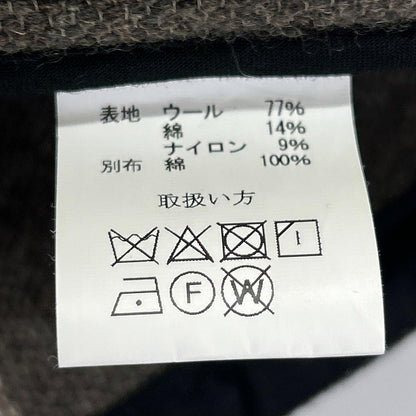 表地 ウール 77%
綿 14%
ナイロン 9%
別布 綿 100%
取扱い方
F W